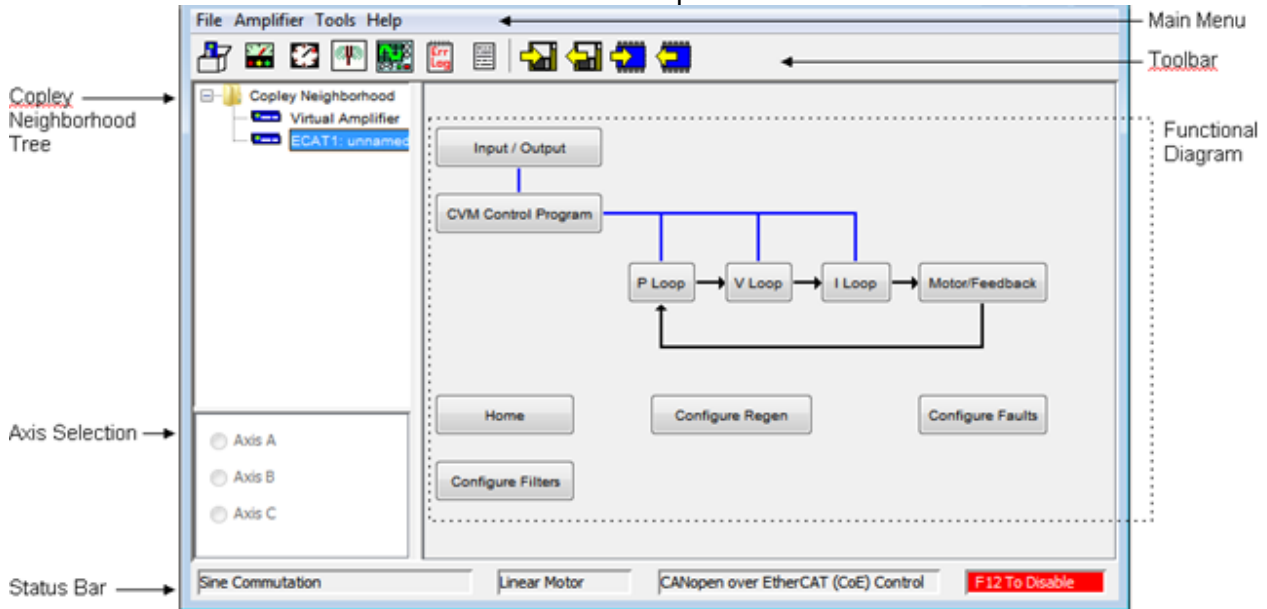 File Amplifier Tools Help
Main Menu
Err
Log
Toolbar
Copley
Neighborhood
Tree
Copley Neighborhood
Virtual Amplifier
ECAT1: unnamed
Functional
Diagram
Input / Output
CVM Control Program
P Loop
V Loop
I Loop
Motor/Feedback
Home
Configure Regen
Configure Faults
Configure Filters
Axis Selection
Axis A
Axis B
Axis C
Status Bar
Sine Commutation
Linear Motor
CANopen over EtherCAT (CoE) Control
F12 To Disable